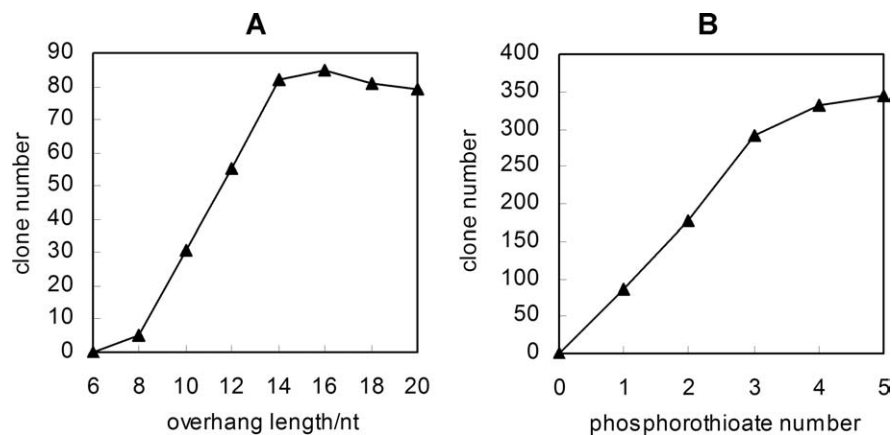 A
clone number
90
80
70
60
50
40
30
20
10
0
6 8 10 12 14 16 18 20
overhang length/nt
B
clone number
400
350
300
250
200
150
100
50
0
0 1 2 3 4 5
phosphorothioate number